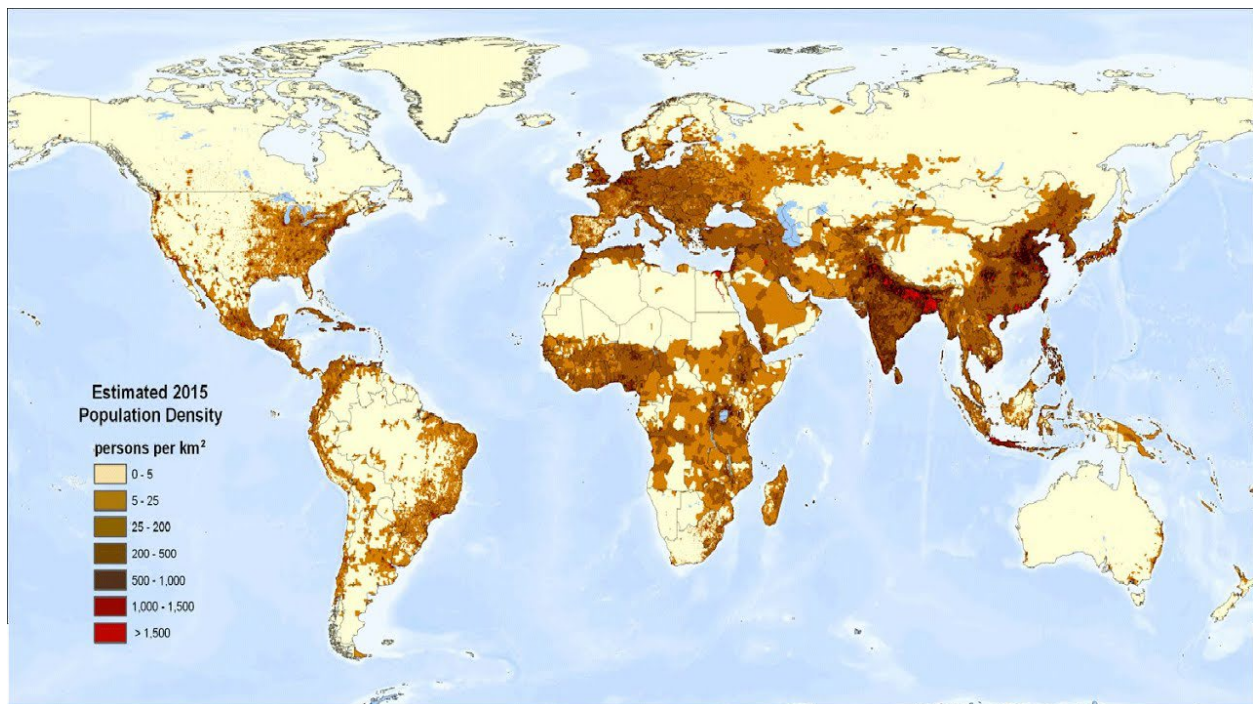 Estimated 2015
Population Density
persons per km²
0 - 5
5 - 25
25 - 200
200 - 500
500 - 1,000
1,000 - 1,500
> 1,500